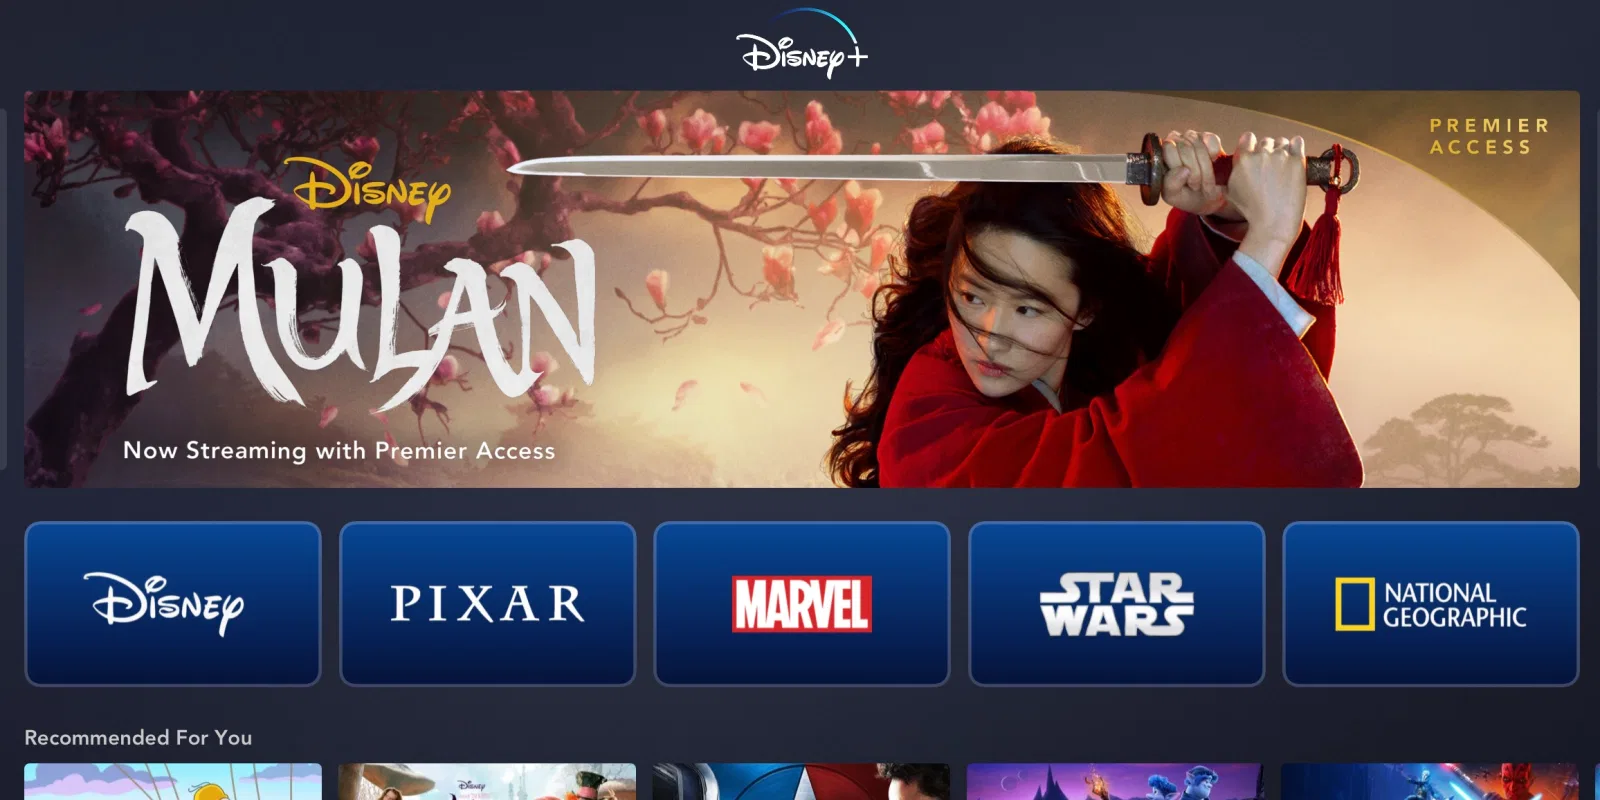 Disney+
PREMIER
ACCESS
Disney
MULAN
Now Streaming with Premier Access
Disney
PIXAR
MARVEL
STAR
WARS
NATIONAL
GEOGRAPHIC
Recommended For You
Disney